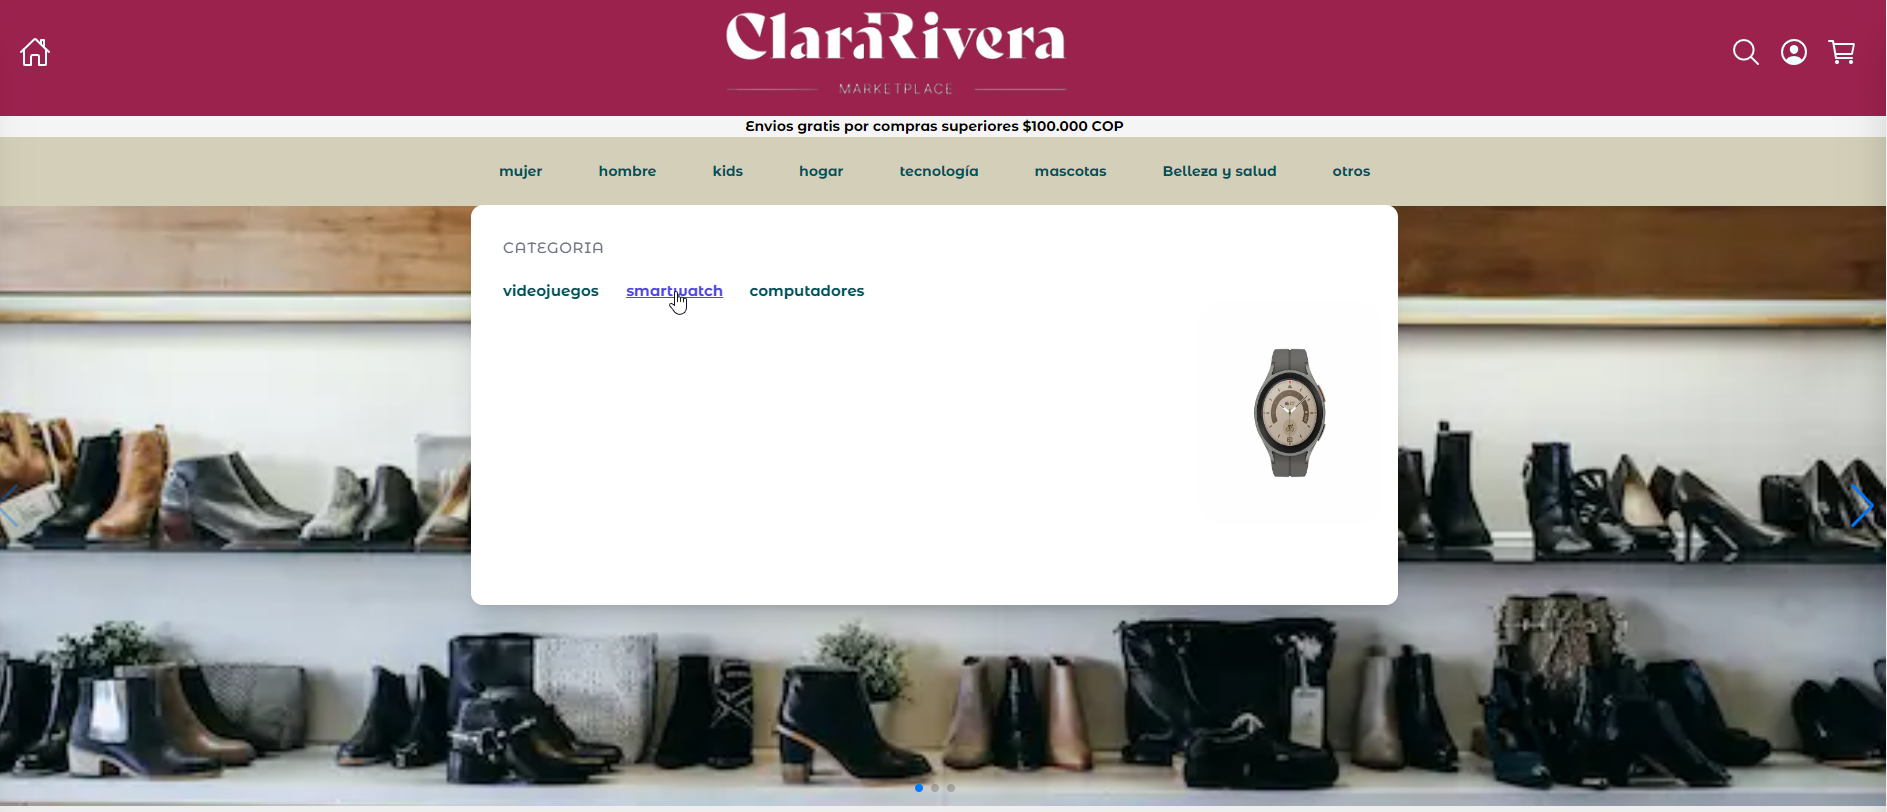 ClaraRivera
MARKETPLACE
Envios gratis por compras superiores $100.000 COP
mujer hombre kids hogar tecnología mascotas Belleza y salud otros
CATEGORIA
videojuegos smartwatch computadores